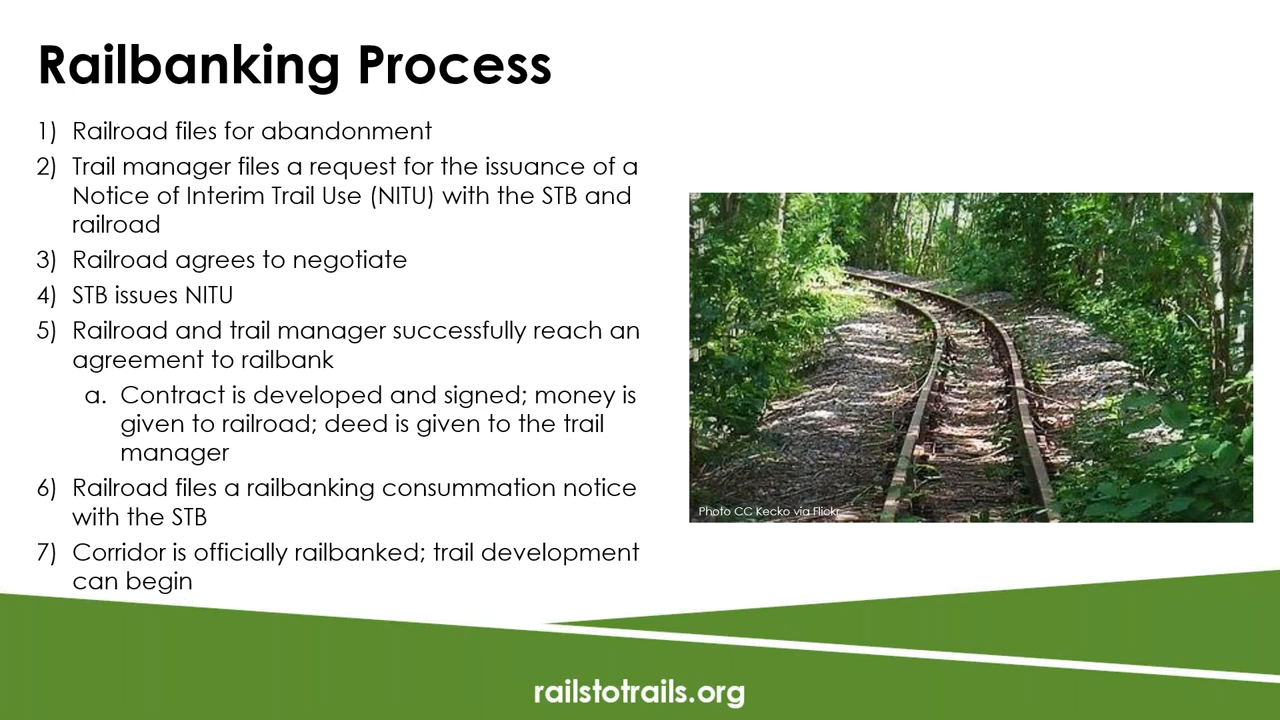 Railbanking Process
1) Railroad files for abandonment
2) Trail manager files a request for the issuance of a
Notice of Interim Trail Use (NITU) with the STB and
railroad
3) Railroad agrees to negotiate
4) STB issues NITU
5) Railroad and trail manager successfully reach an
agreement to railbank
a. Contract is developed and signed; money is
given to railroad; deed is given to the trail
manager
6) Railroad files a railbanking consummation notice
with the STB
7) Corridor is officially railbanked; trail development
can begin
Photo CC Kecko via Flickr
railstotrails.org